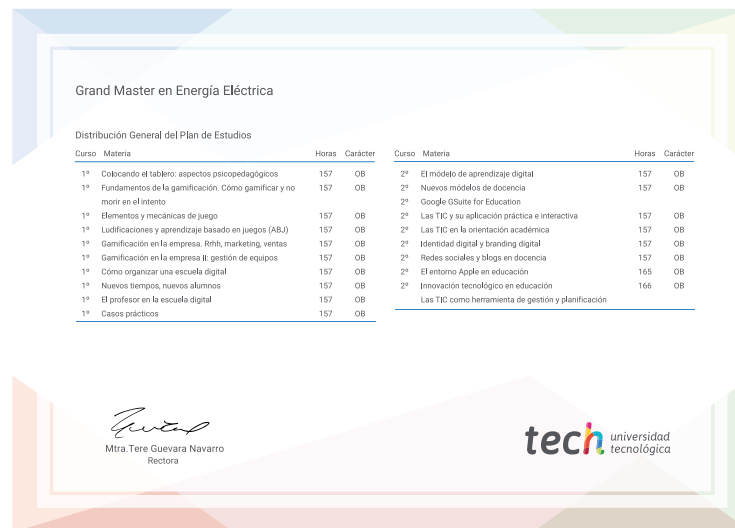 Grand Master en Energía Eléctrica
Distribución General del Plan de Estudios
Curso Materia Horas Carácter
1º Colocando el tablero: aspectos psicopedagógicos 157 OB
1º Fundamentos de la gamificación. Cómo gamificar y no 157 OB
morir en el intento
1º Elementos y mecánicas de juego 157 OB
1º Ludificaciones y aprendizaje basado en juegos (ABJ) 157 OB
1º Gamificación en la empresa. Rrhh, marketing, ventas 157 OB
1º Gamificación en la empresa II: gestión de equipos 157 OB
1º Cómo organizar una escuela digital 157 OB
1º Nuevos tiempos, nuevos alumnos 157 OB
1º El profesor en la escuela digital 157 OB
1º Casos prácticos 157 OB
Curso Materia Horas Carácter
2º El módelo de aprendizaje digital 157 OB
2º Nuevos módelos de docencia 157 OB
2º Google GSuite for Education
2º Las TIC y su aplicación práctica e interactiva 157 OB
2º Las TIC en la orientación académica 157 OB
2º Identidad digital y branding digital 157 OB
2º Redes sociales y blogs en docencia 157 OB
2º El entorno Apple en educación 165 OB
2º Innovación tecnológico en educación 166 OB
Las TIC como herramienta de gestión y planificación
Mtra.Tere Guevara Navarro
Rectora
tech universidad
tecnológica